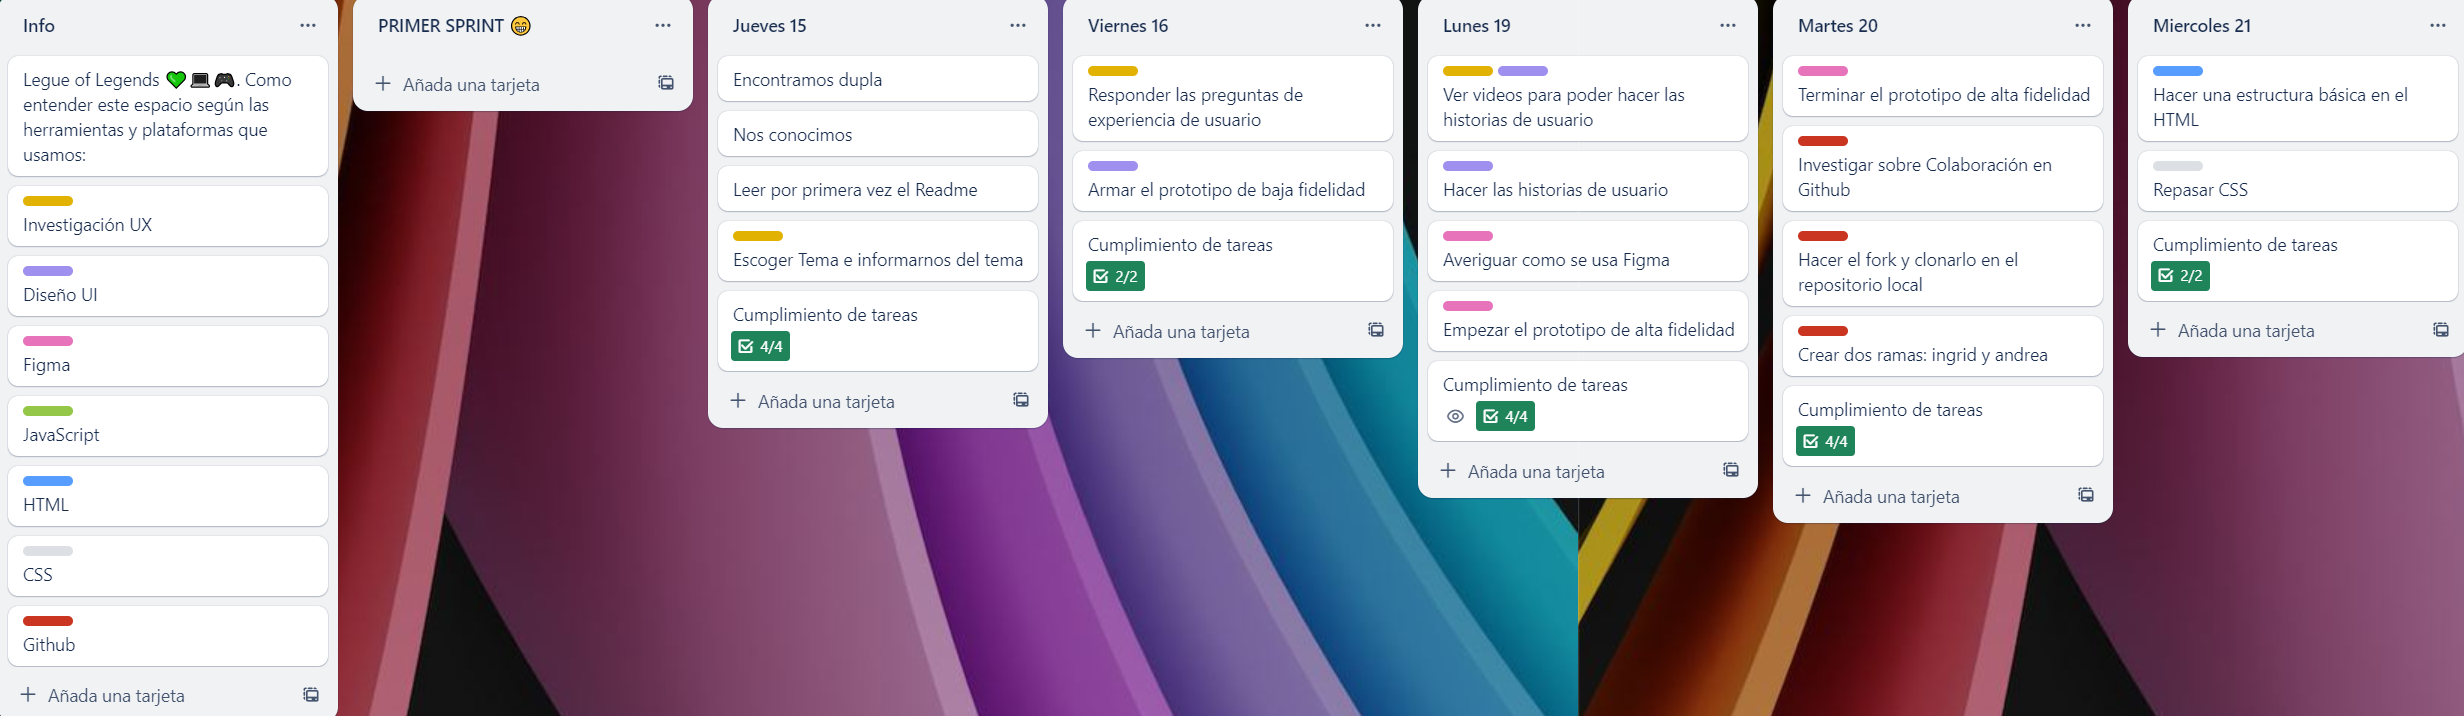 Info
Legue of Legends 💚💻🎮. Como
entender este espacio según las
herramientas y plataformas que
usamos:
Investigación UX
Diseño UI
Figma
JavaScript
HTML
CSS
Github
+ Añada una tarjeta
PRIMER SPRINT 😁
+ Añada una tarjeta
Jueves 15
Encontramos dupla
Nos conocimos
Leer por primera vez el Readme
Escoger Tema e informarnos del tema
Cumplimiento de tareas
4/4
+ Añada una tarjeta
Viernes 16
Responder las preguntas de
experiencia de usuario
Armar el prototipo de baja fidelidad
Cumplimiento de tareas
2/2
+ Añada una tarjeta
Lunes 19
Ver videos para poder hacer las
historias de usuario
Hacer las historias de usuario
Averiguar como se usa Figma
Empezar el prototipo de alta fidelidad
Cumplimiento de tareas
4/4
+ Añada una tarjeta
Martes 20
Terminar el prototipo de alta fidelidad
Investigar sobre Colaboración en
Github
Hacer el fork y clonarlo en el
repositorio local
Crear dos ramas: ingrid y andrea
Cumplimiento de tareas
4/4
+ Añada una tarjeta
Miercoles 21
Hacer una estructura básica en el
HTML
Repasar CSS
Cumplimiento de tareas
2/2
+ Añada una tarjeta